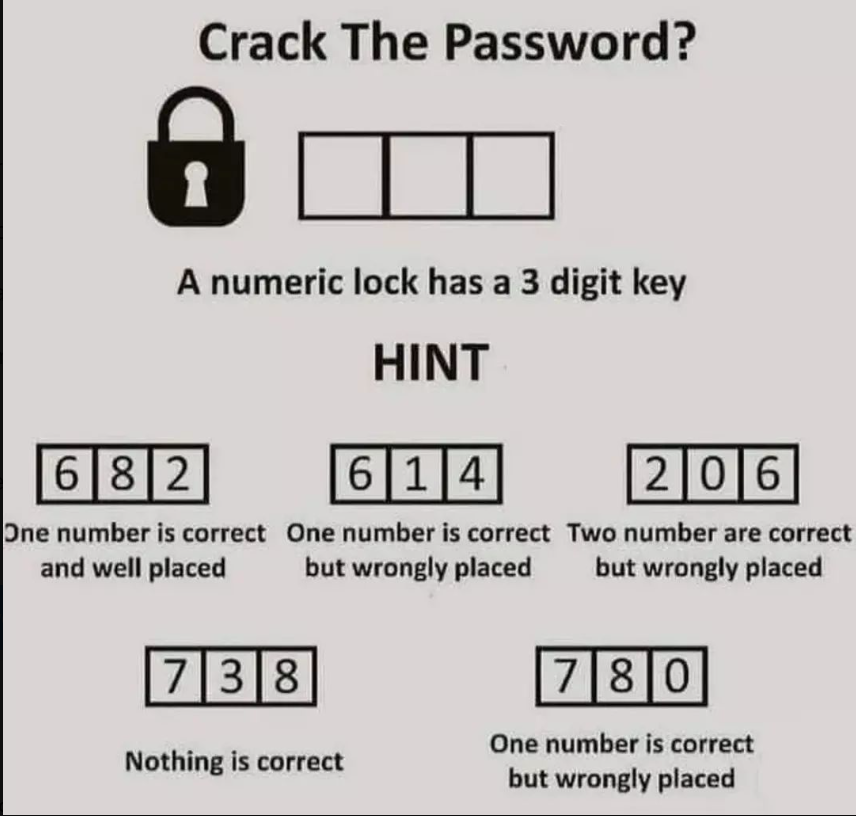 Crack The Password?
A numeric lock has a 3 digit key
HINT
6 8 2
One number is correct
and well placed
6 1 4
One number is correct
but wrongly placed
2 0 6
Two number are correct
but wrongly placed
7 3 8
Nothing is correct
7 8 0
One number is correct
but wrongly placed